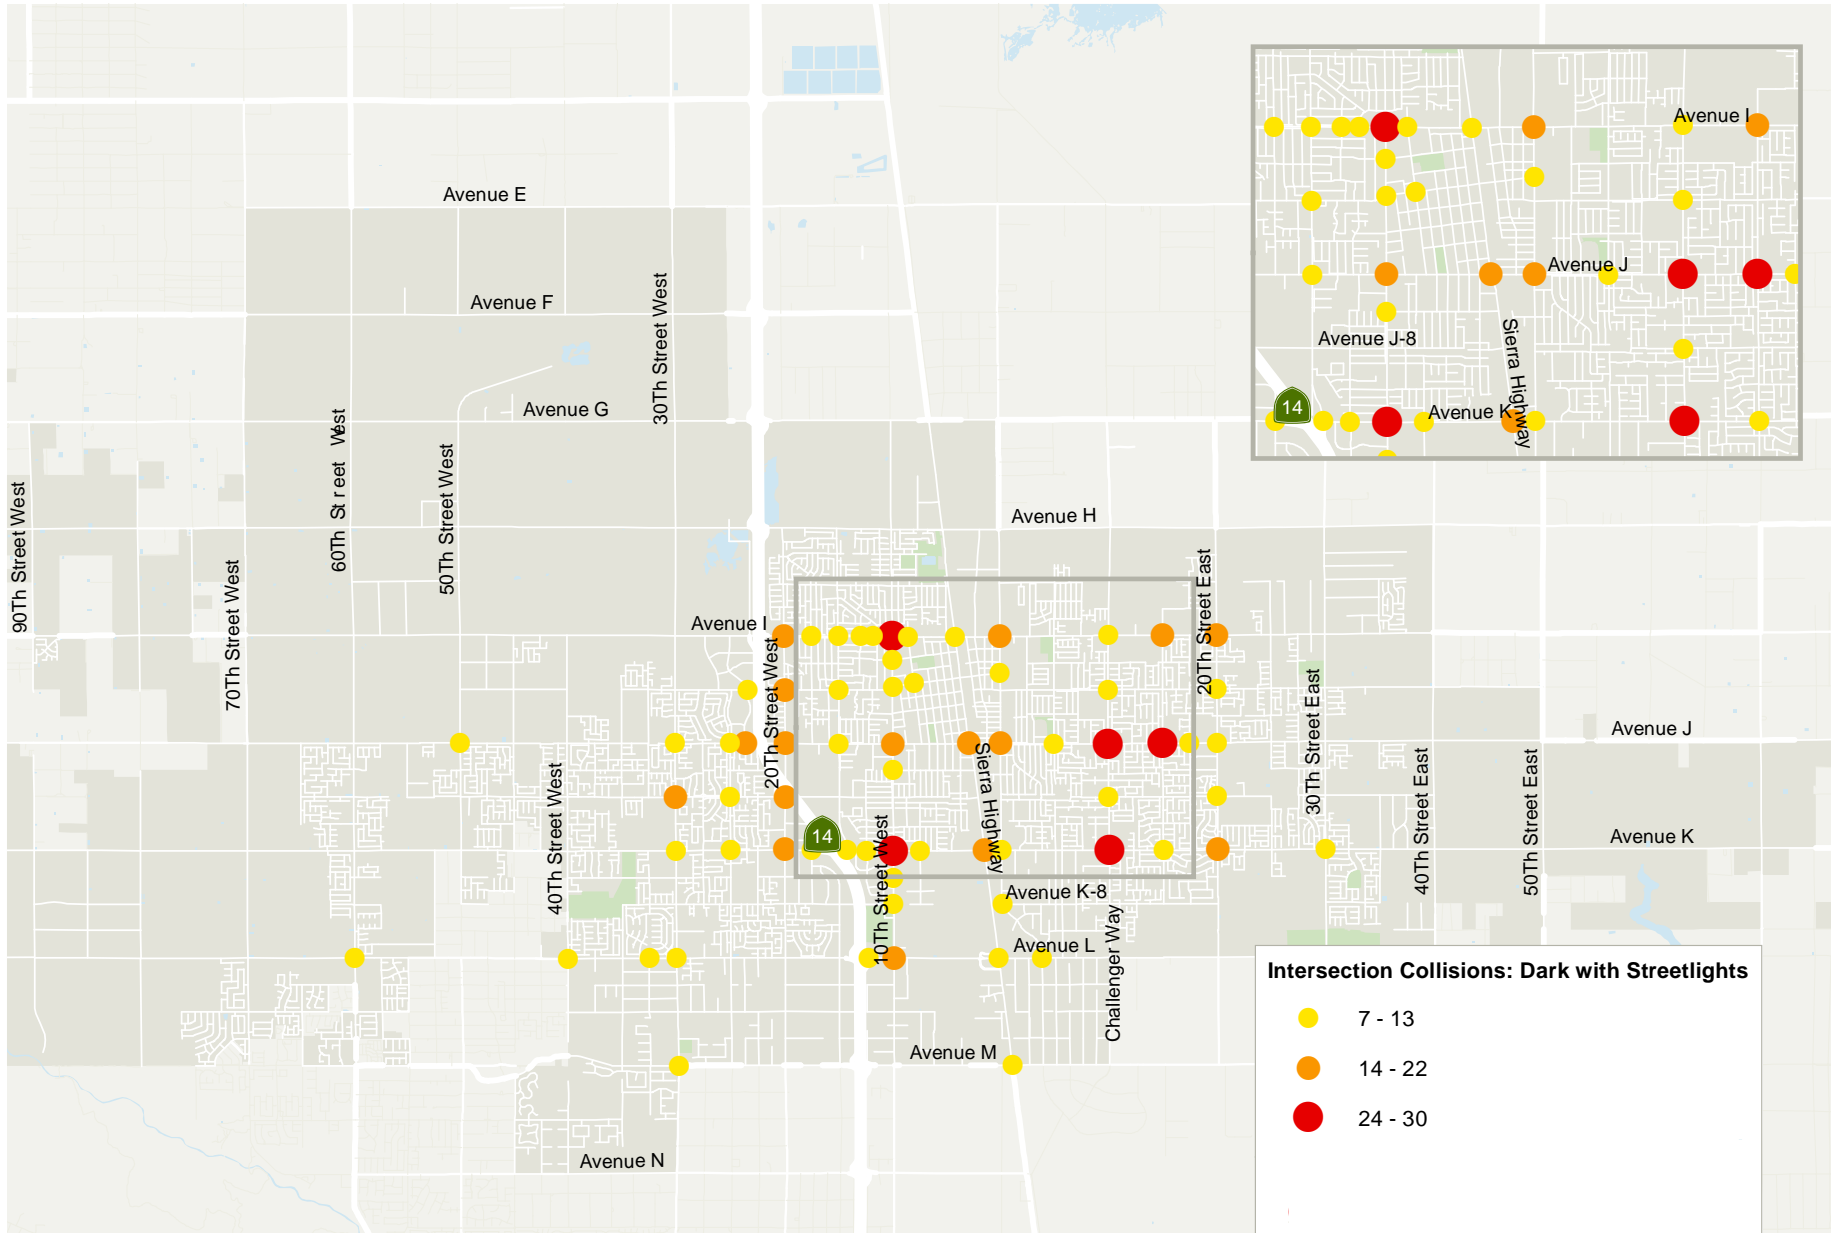 Avenue I
Avenue J
Avenue J-8
Sierra Highway
14
Avenue K
Avenue E
Avenue F
30Th Street West
Avenue G
60Th Street West
50Th Street West
90Th Street West
Avenue H
70Th Street West
Avenue I
20Th Street West
20Th Street East
30Th Street East
Avenue J
40Th Street West
Sierra Highway
40Th Street East
50Th Street East
14
10Th Street West
Avenue K
Avenue K-8
Avenue L
Challenger Way
Avenue M
Avenue N
Intersection Collisions: Dark with Streetlights
7 - 13
14 - 22
24 - 30